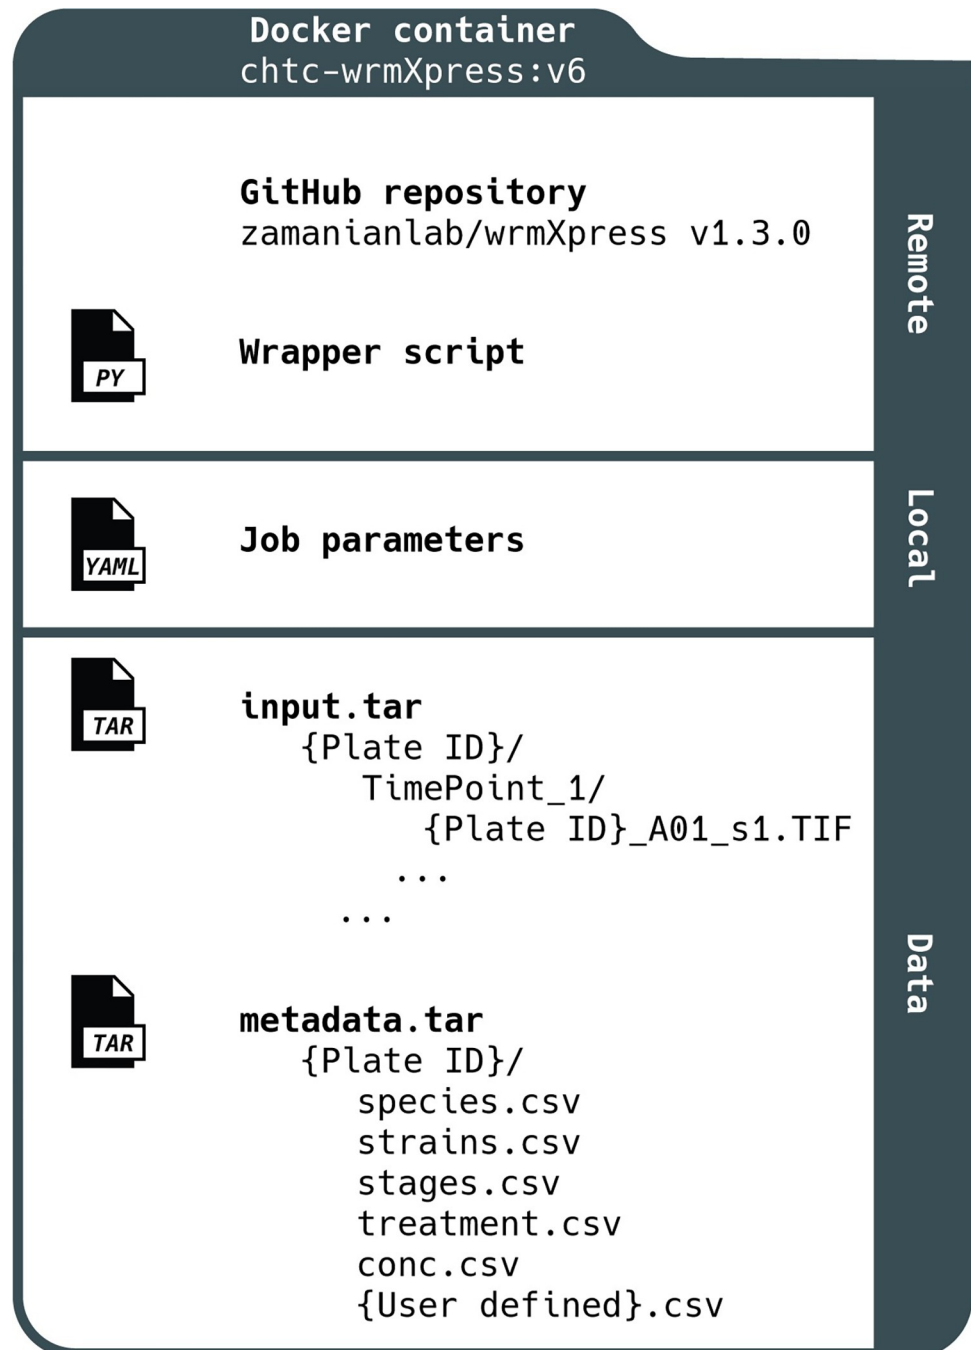 Docker container
chtc-wrmXpress:v6
Remote
GitHub repository
zamanianlab/wrmXpress v1.3.0
PY
Wrapper script
Local
YAML
Job parameters
Data
TAR
input.tar
{Plate ID}/
TimePoint_1/
{Plate ID}_A01_s1.TIF
...
...
TAR
metadata.tar
{Plate ID}/
species.csv
strains.csv
stages.csv
treatment.csv
conc.csv
{User defined}.csv